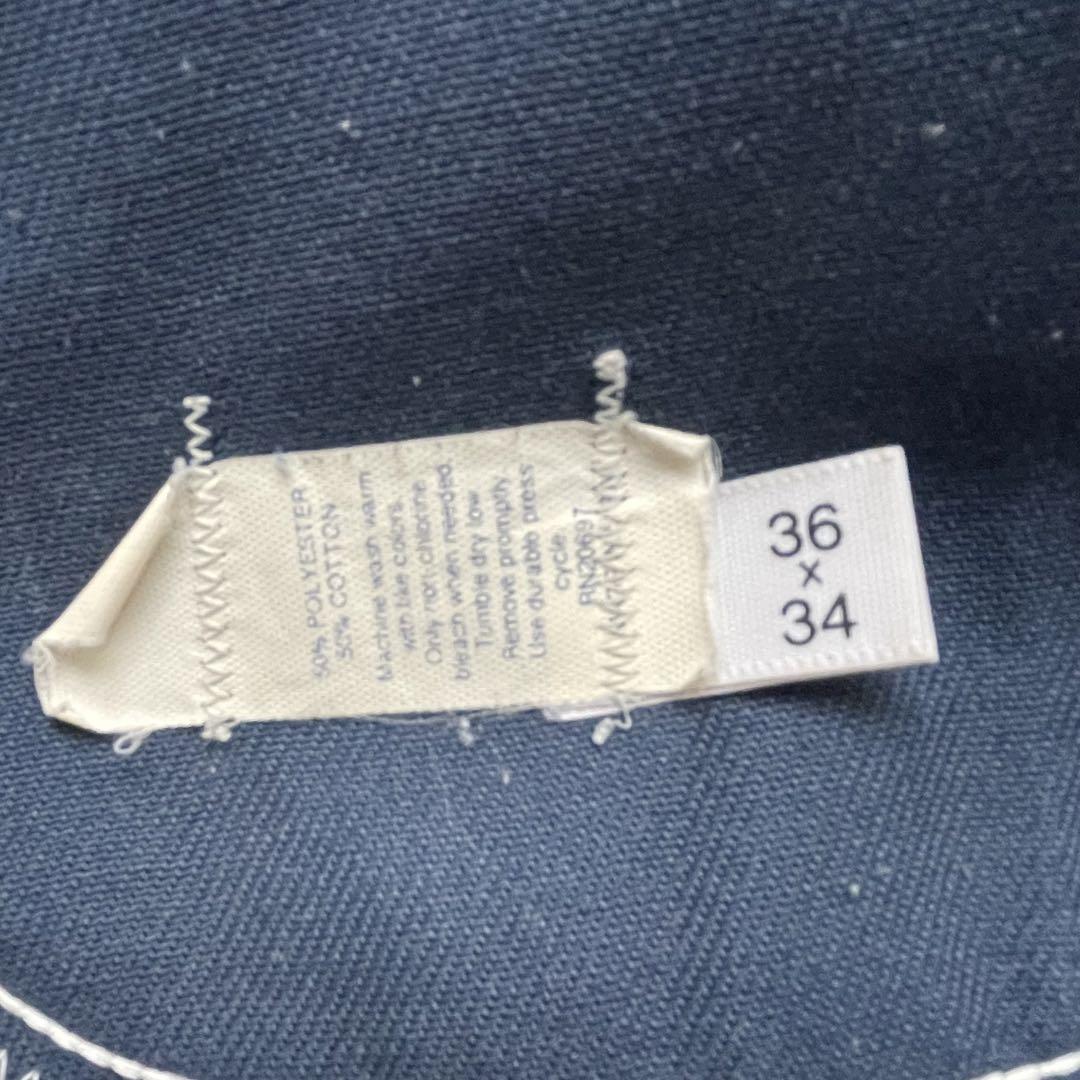 50% POLYESTER
50% COTTON
Machine wash warm
with like colors.
Only non-chlorine
bleach when needed.
Tumble dry low
Remove promptly.
Use durable press
cycle.
RN20697
36
x
34